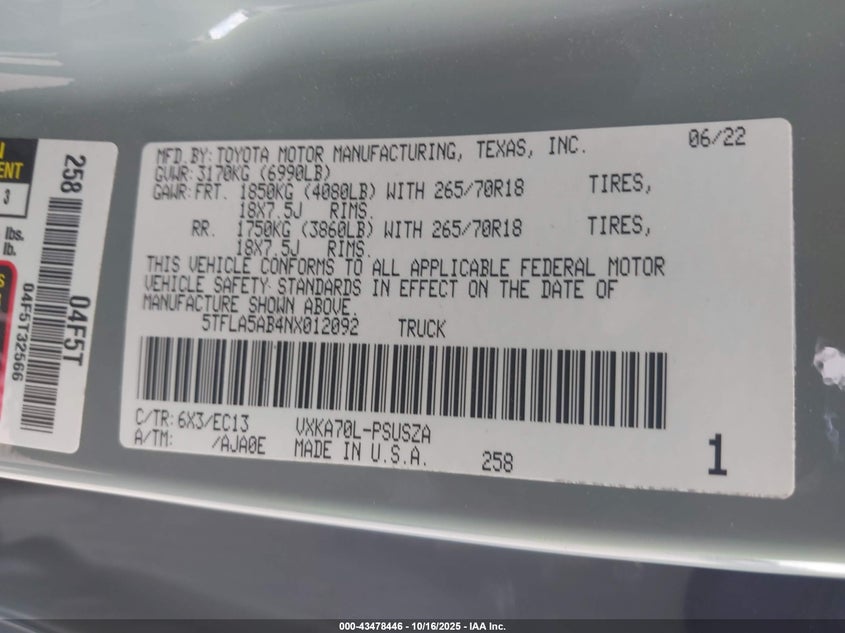 MFD. BY: TOYOTA MOTOR MANUFACTURING, TEXAS, INC. 06/22
GVWR: 3170KG (6990LB)
GAWR: FRT. 1850KG (4080LB) WITH 265/70R18 TIRES,
18X7.5J RIMS.
RR. 1750KG (3860LB) WITH 265/70R18 TIRES,
18X7.5J RIMS.
THIS VEHICLE CONFORMS TO ALL APPLICABLE FEDERAL MOTOR
VEHICLE SAFETY STANDARDS IN EFFECT ON THE DATE OF
MANUFACTURE SHOWN ABOVE.
5TFLA5AB4NX012092 TRUCK
C/TR: 6X3/EC13 VXKA70L-PSUSZA
A/TM: /AJA0E MADE IN U.S.A. 258 1
3
lbs.
lb.
258 04F5T
04F5T32566
000-43478446 - 10/16/2025 - IAA Inc.